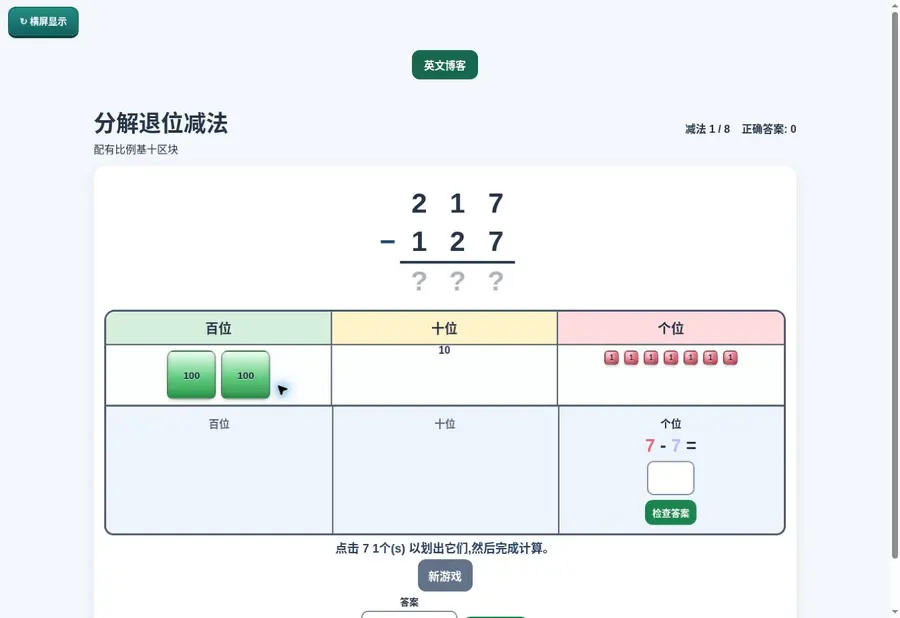 ↻ 横屏显示
英文博客
分解退位减法
减法 1 / 8 正确答案: 0
配有比例基十区块
2 1 7
− 1 2 7
? ? ?
百位 十位 个位
100 100 10 1 1 1 1 1 1 1
百位 十位 个位
7 - 7 =
检查答案
点击 7 1个(s) 以划出它们,然后完成计算。
新游戏
答案